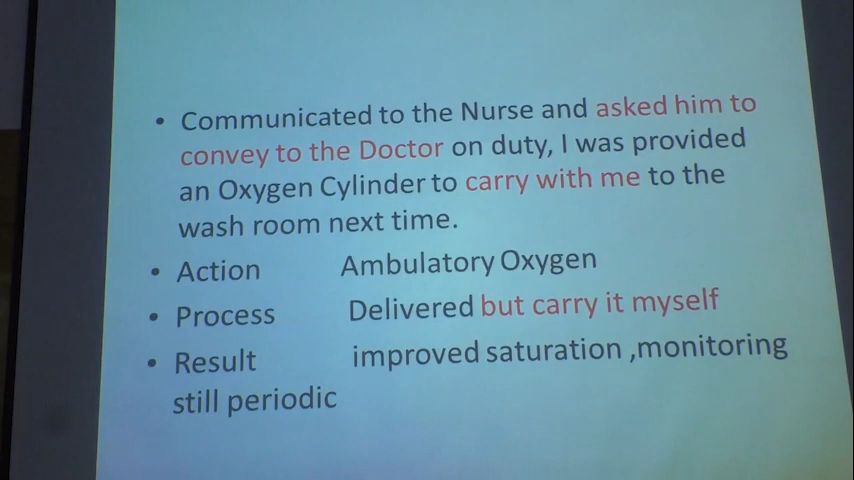 • Communicated to the Nurse and asked him to
convey to the Doctor on duty, I was provided
an Oxygen Cylinder to carry with me to the
wash room next time.
• Action Ambulatory Oxygen
• Process Delivered but carry it myself
• Result improved saturation ,monitoring
still periodic